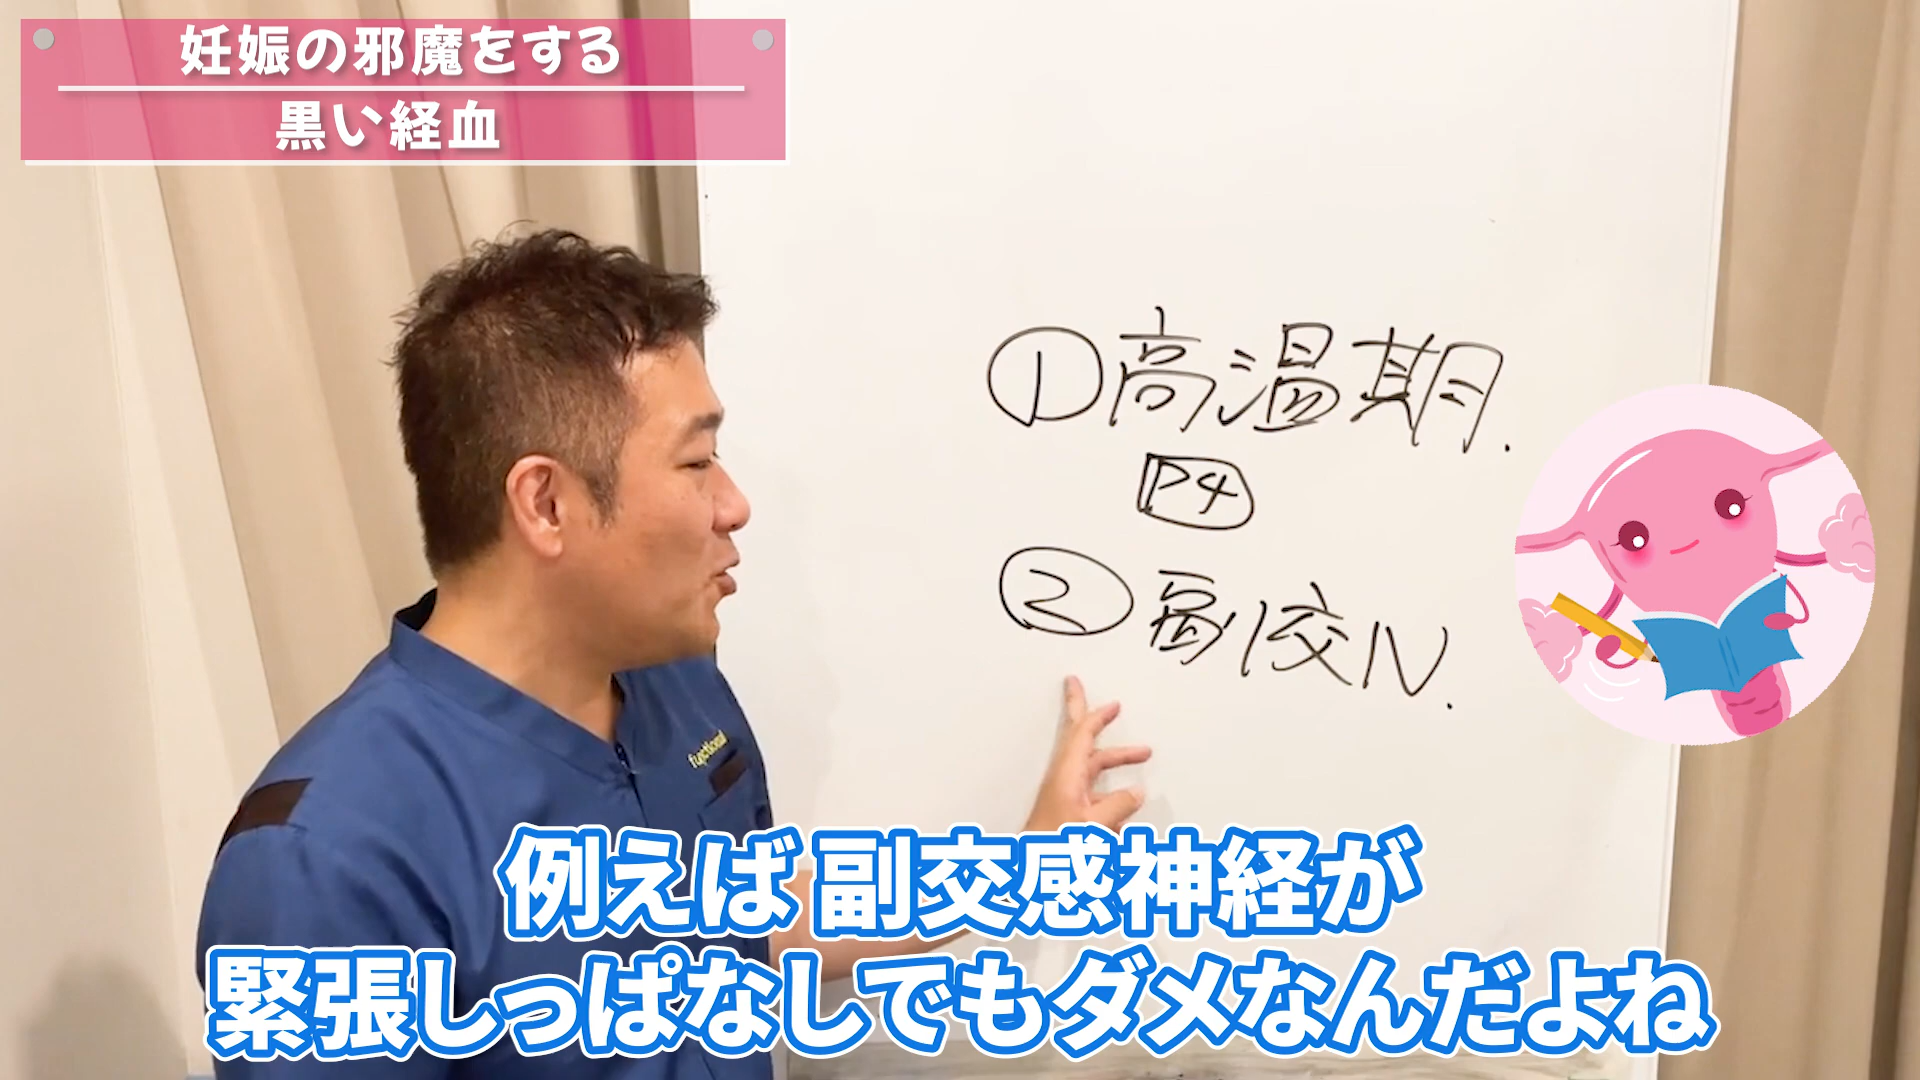 妊娠の邪魔をする
黒い経血
①高温期.
P4
②副交N.
functional
例えば 副交感神経が
緊張しっぱなしでもダメなんだよね